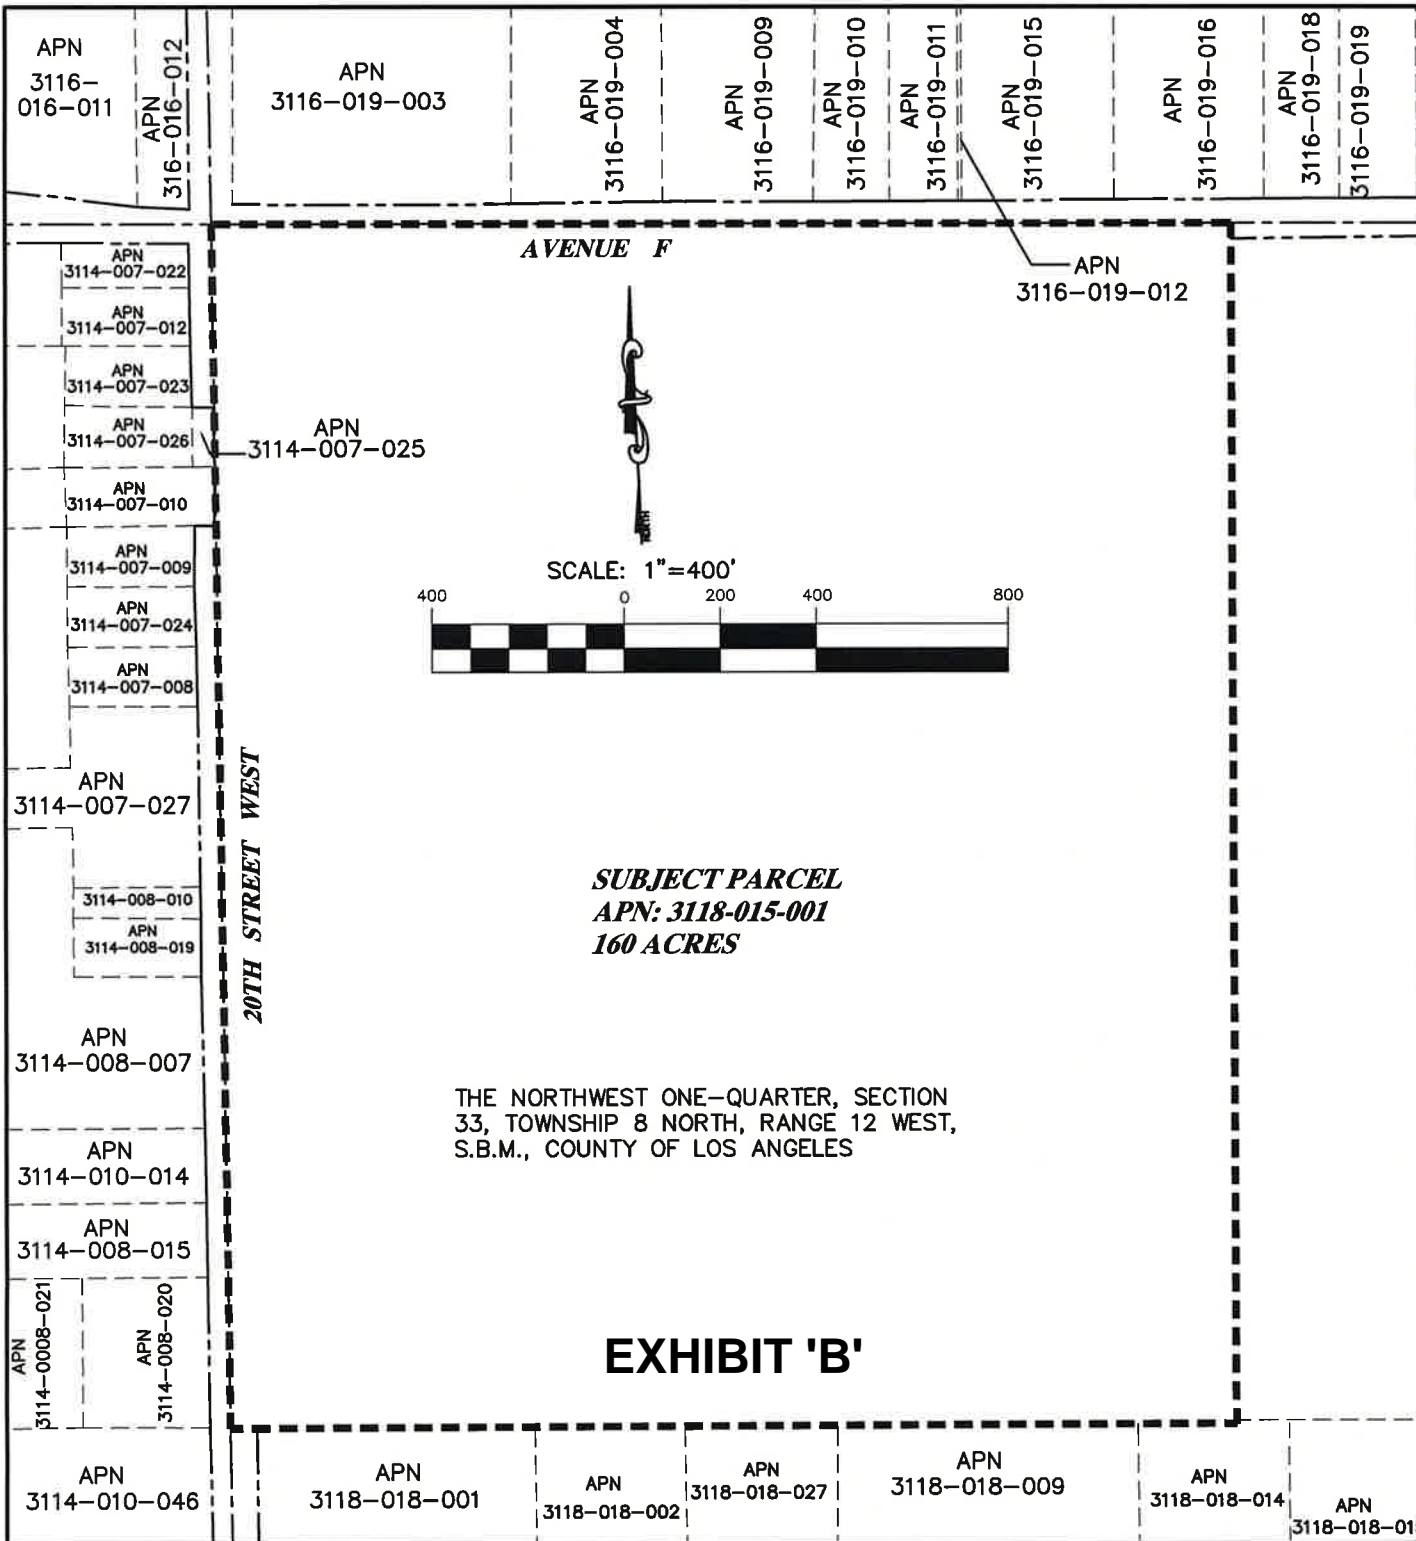 APN
3116-
016-011
APN
316-016-012
APN
3116-019-003
APN
3116-019-004
APN
3116-019-009
APN
3116-019-010
APN
3116-019-011
APN
3116-019-015
APN
3116-019-016
APN
3116-019-018
3116-019-019
AVENUE F
APN
3116-019-012
APN
3114-007-022
APN
3114-007-012
APN
3114-007-023
APN
3114-007-026
APN
3114-007-025
APN
3114-007-010
APN
3114-007-009
APN
3114-007-024
APN
3114-007-008
NORTH
SCALE: 1"=400'
400 0 200 400 800
APN
3114-007-027
20TH STREET WEST
3114-008-010
APN
3114-008-019
SUBJECT PARCEL
APN: 3118-015-001
160 ACRES
APN
3114-008-007
THE NORTHWEST ONE-QUARTER, SECTION
33, TOWNSHIP 8 NORTH, RANGE 12 WEST,
S.B.M., COUNTY OF LOS ANGELES
APN
3114-010-014
APN
3114-008-015
APN
3114-0008-021
APN
3114-008-020
EXHIBIT 'B'
APN
3114-010-046
APN
3118-018-001
APN
3118-018-002
APN
3118-018-027
APN
3118-018-009
APN
3118-018-014
APN